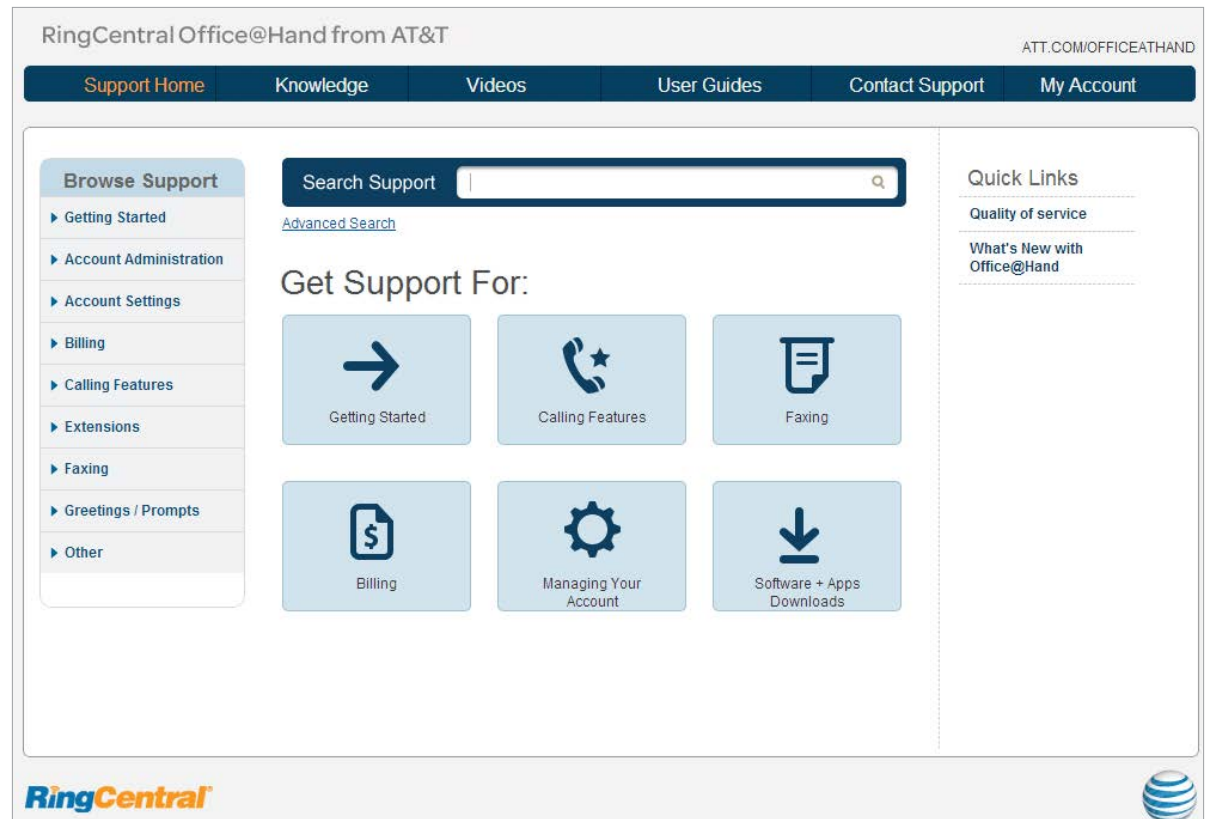 RingCentral Office@Hand from AT&T
ATT.COM/OFFICEATHAND
Support Home Knowledge Videos User Guides Contact Support My Account
Browse Support
Getting Started
Account Administration
Account Settings
Billing
Calling Features
Extensions
Faxing
Greetings / Prompts
Other
Search Support
Advanced Search
Get Support For:
Getting Started
Calling Features
Faxing
Billing
Managing Your
Account
Software + Apps
Downloads
Quick Links
Quality of service
What's New with
Office@Hand
RingCentral®